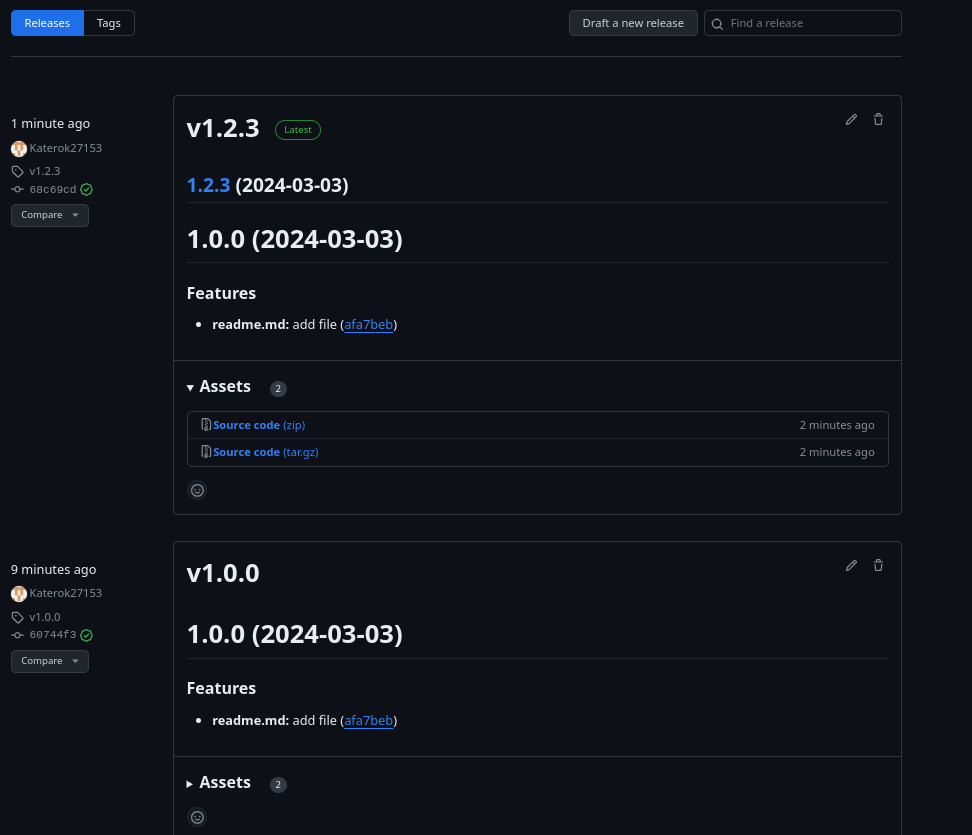 Releases Tags Draft a new release Find a release
1 minute ago
Katerok27153
v1.2.3
68c69cd
Compare
v1.2.3 Latest
1.2.3 (2024-03-03)
1.0.0 (2024-03-03)
Features
readme.md: add file (afa7beb)
Assets 2
Source code (zip) 2 minutes ago
Source code (tar.gz) 2 minutes ago
9 minutes ago
Katerok27153
v1.0.0
60744f3
Compare
v1.0.0
1.0.0 (2024-03-03)
Features
readme.md: add file (afa7beb)
Assets 2